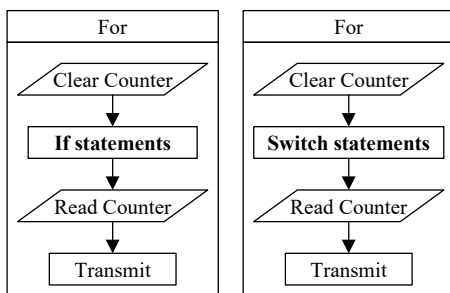 For
Clear Counter
If statements
Read Counter
Transmit
For
Clear Counter
Switch statements
Read Counter
Transmit